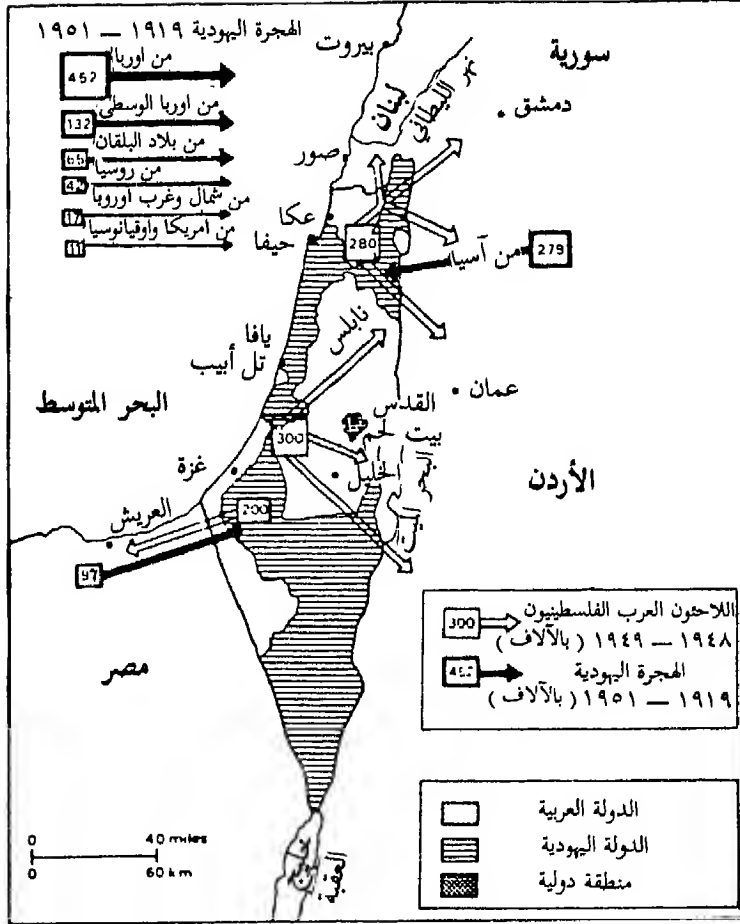 الهجرة اليهودية ١٩١٩ — ١٩٥١
من اوربا
452
من اوربا الوسطى
132
من بلاد البلقان
65
من روسيا
42
من شمال وغرب اوروبا
17
من امريكا واوقيانوسيا
11
بيروت
سورية
لبنان
نهر الليطاني
دمشق
صور
عكا
حيفا
280
من آسيا
279
نابلس
يافا
تل أبيب
عمان
البحر المتوسط
القدس
بيت لحم
300
الخليل
البحر الميت
الأردن
غزة
200
العريش
97
مصر
300
اللاجئون العرب الفلسطينيون
١٩٤٨ — ١٩٤٩ ( بالآلاف )
452
الهجرة اليهودية
١٩١٩ — ١٩٥١ ( بالآلاف )
الدولة العربية
الدولة اليهودية
منطقة دولية
0 40 miles
0 60 km
خليج العقبة